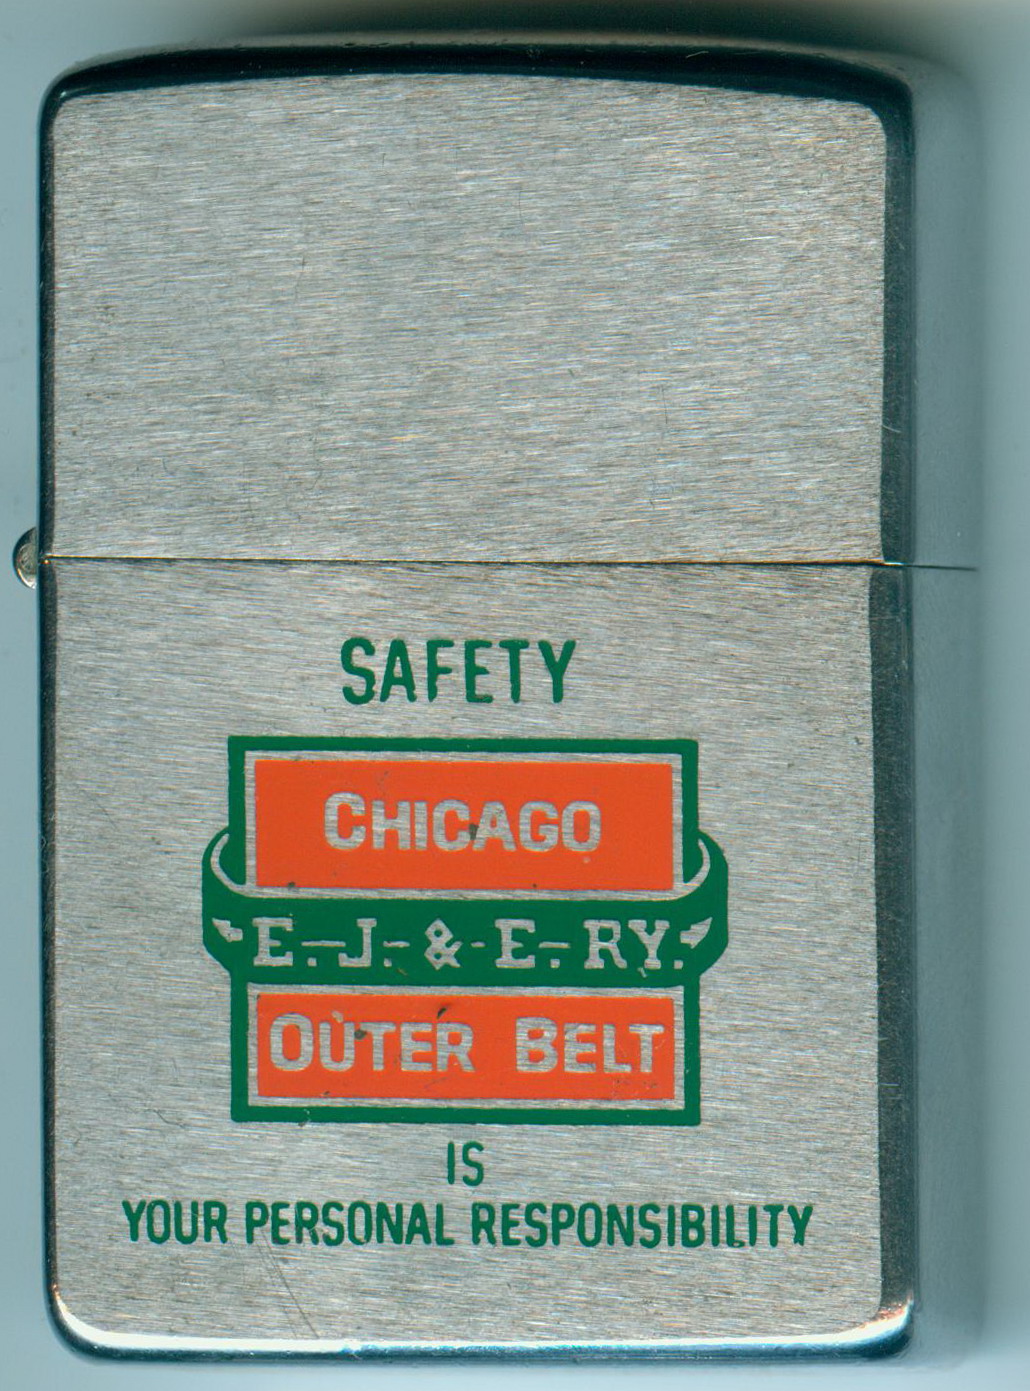 SAFETY
CHICAGO
E.-J.-&-E.-RY.
OUTER BELT
IS
YOUR PERSONAL RESPONSIBILITY